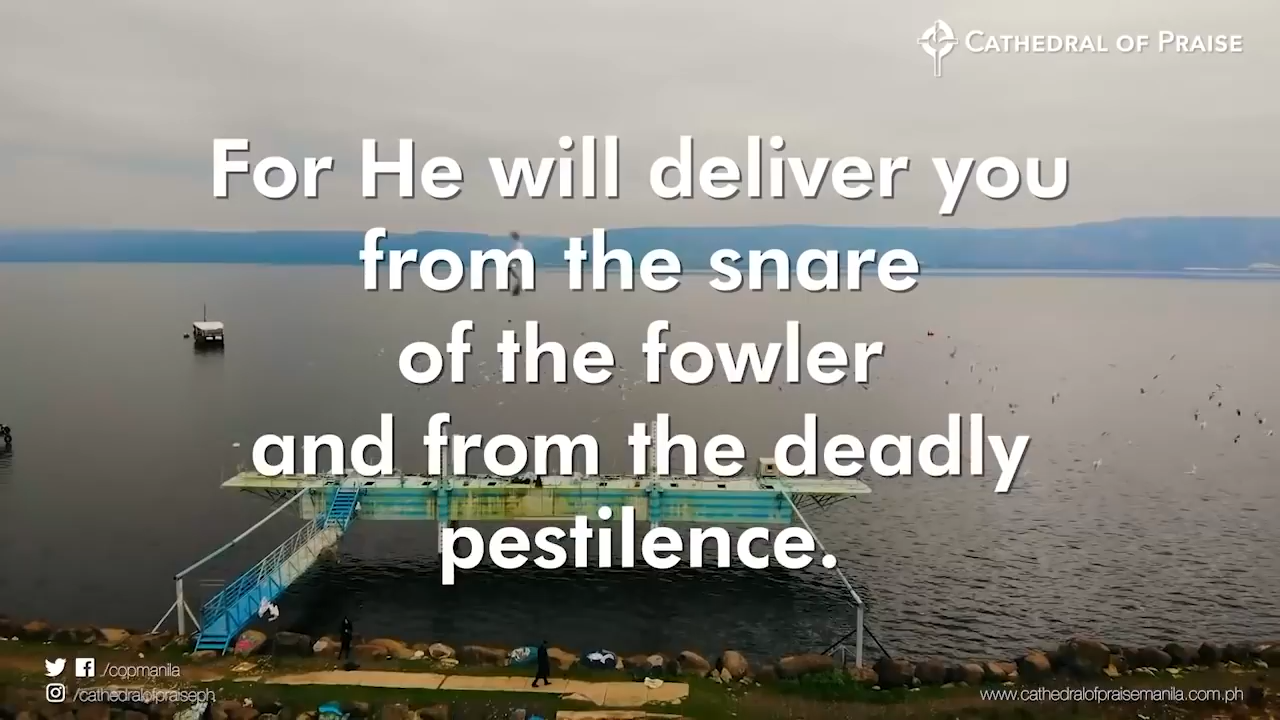 CATHEDRAL OF PRAISE
For He will deliver you
from the snare
of the fowler
and from the deadly
pestilence.
/copmanila
/cathedralofpraiseph
www.cathedralofpraisemanila.com.ph